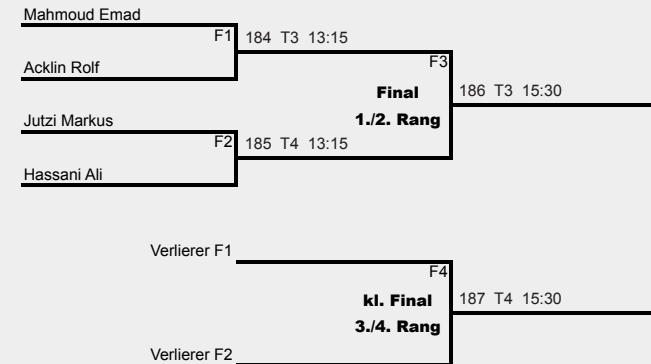 Mahmoud Emad
F1 184 T3 13:15
Acklin Rolf
F3
Final 186 T3 15:30
Jutzi Markus 1./2. Rang
F2 185 T4 13:15
Hassani Ali
Verlierer F1
F4
kl. Final 187 T4 15:30
3./4. Rang
Verlierer F2